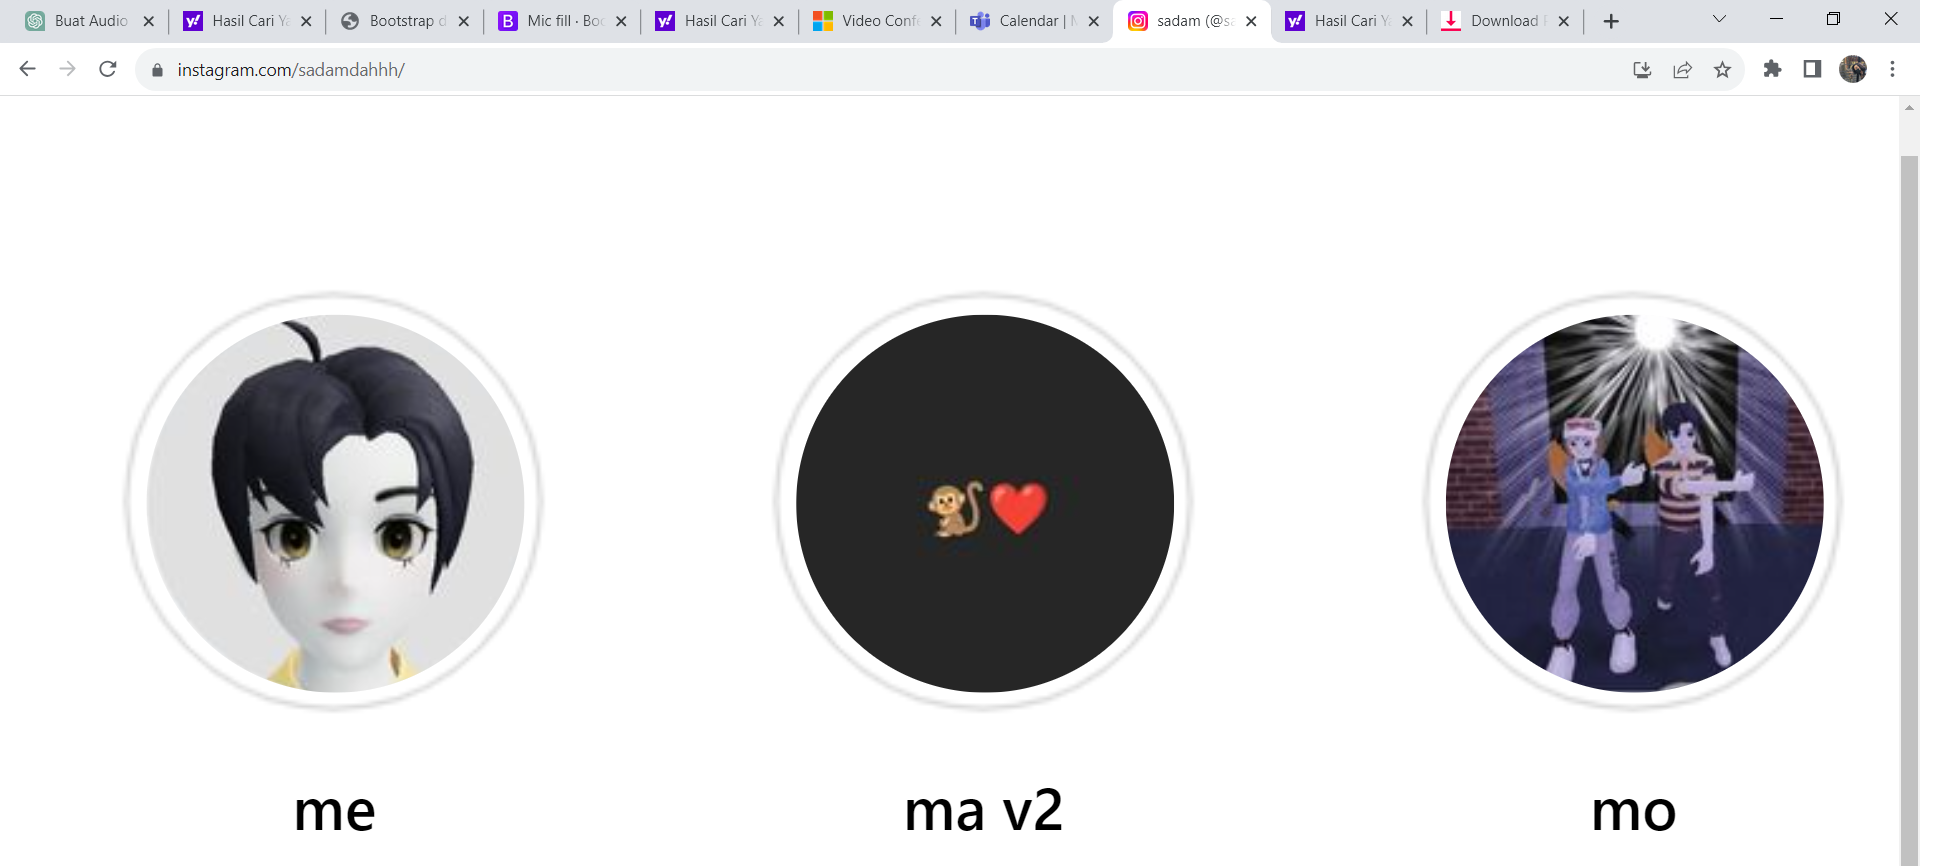 Buat Audio
Hasil Cari Ya
Bootstrap d
Mic fill · Boo
Hasil Cari Ya
Video Confe
Calendar | M
sadam (@sa
Hasil Cari Ya
Download
instagram.com/sadamdahhh/
me
ma v2
mo